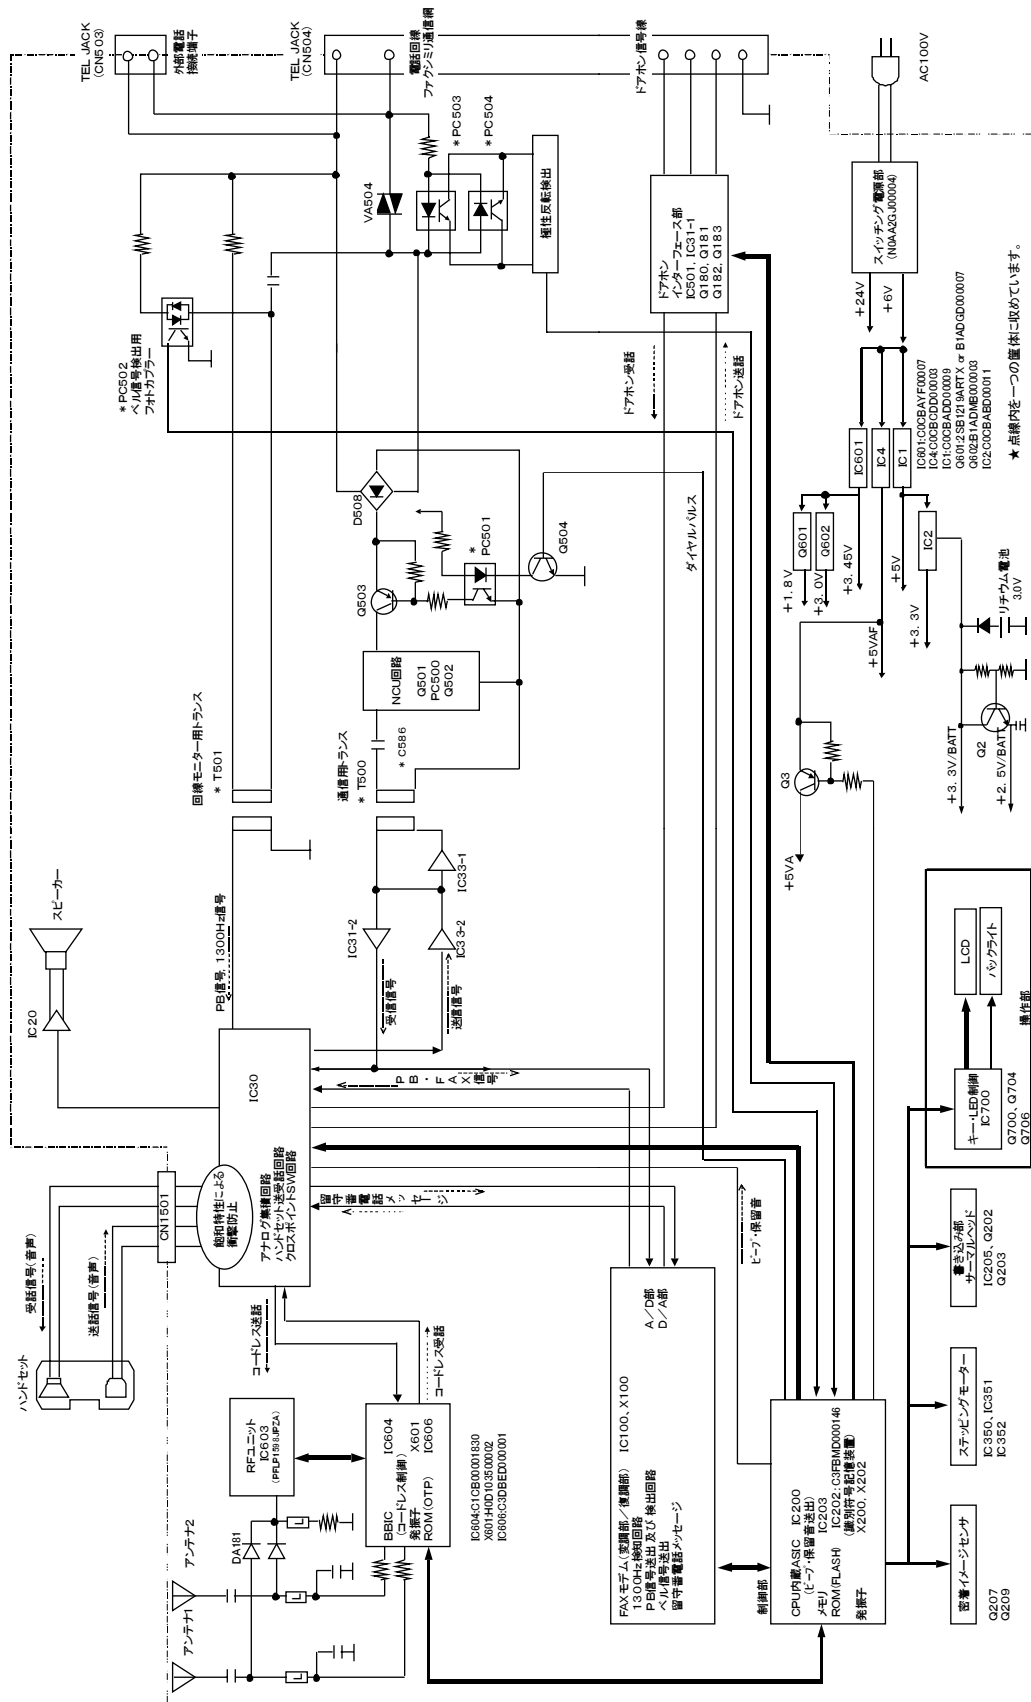 TEL JACK
(CN503)
外部電話
接続端子
TEL JACK
(CN504)
電話回線
ファクシミリ通信網
ドアホン信号線
AC100V
* PC503
* PC504
VA504
極性反転検出
* PC502
ベル信号検出用
フォトカプラー
ドアホン
インターフェース部
IC501, IC31-1
Q180, Q181
Q182, Q183
ドアホン受話
ドアホン送話
スイッチング電源部
(N0AA2GJ00004)
+24V
+6V
IC601
IC4
IC1
IC601:C0CBAYF00007
IC4:C0CBCDD00003
IC1:C0CBADD00009
Q601:2SB1219ARTX or B1ADGD000007
Q602:B1ADMB000003
IC2:C0CBABD00011
★ 点線内を一つの筐体に収めています。
Q601
Q602
IC2
+1. 8V
+3. 0V
+3. 45V
+5V
+5VAF
+3. 3V
リチウム電池
3.0V
+3. 3V/BATT
Q2
+2. 5V/BATT
Q3
+5VA
D508
Q503
*
PC501
Q504
ダイヤルパルス
NCU回路
Q501
PC500
Q502
* C586
回線モニター用トランス
* T501
通信用トランス
* T500
スピーカー
IC20
PB信号, 1300Hz信号
IC31-2
IC33-1
IC33-2
受信信号
送信信号
IC30
PB・FAX信号
アナログ集積回路
ハンドセット送受話回路
クロスポイントSW回路
飽和特性による
衝撃防止
CN1501
受話信号(音声)
送話信号(音声)
ハンドセット
留守番電話メッセージ
ビープ・保留音
コードレス送話
コードレス受話
RFユニット
IC603
(PFLP1598JPZA)
DA181
L
L
L
アンテナ2
アンテナ1
BBIC IC604
(コードレス制御)
発振子 X601
ROM(OTP) IC606
IC604:C1CB00001830
X601:H0D103500002
IC606:C3DBED000001
A/D部
D/A部
FAXモデム(変調部/復調部) IC100, X100
1300Hz検知回路
PB信号送出 及び 検出回路
ベル信号送出
留守番電話メッセージ
制御部
CPU内蔵ASIC IC200
(ビープ・保留音送出)
メモリ IC203
ROM(FLASH) IC202:C3FBMD000146
(識別符号記憶装置)
発振子 X200, X202
キー・LED制御
IC700
Q700, Q704
Q706
LCD
バックライト
操作部
書き込み部
サーマルヘッド
IC205, Q202
Q203
ステッピングモーター
IC350, IC351
IC352
密着イメージセンサ
Q207
Q209